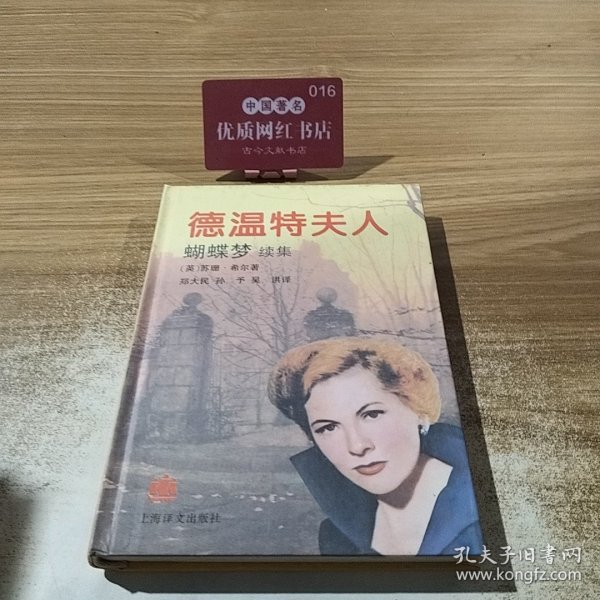 016
中国著名
优质网红书店
古今文献书店
德温特夫人
蝴蝶梦 续集
(英)苏珊·希尔著
郑大民 孙 予 吴 洪译
上海译文出版社
孔夫子旧书网
www.kongfz.com